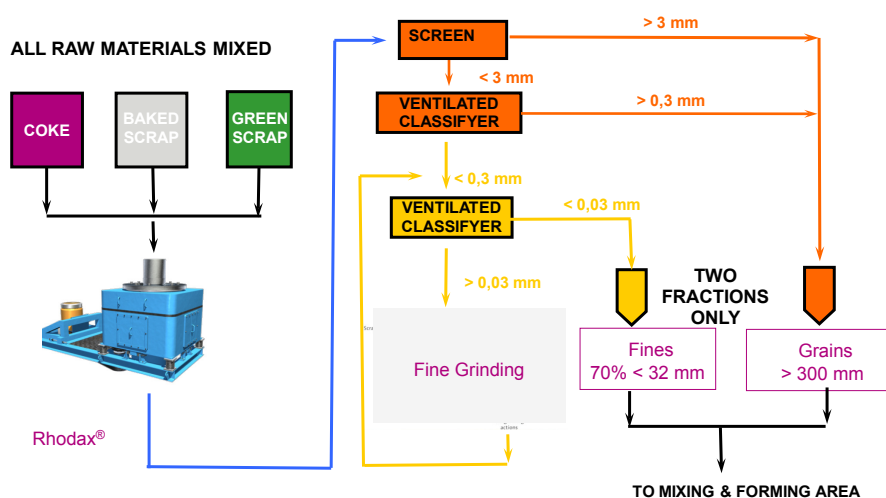 ALL RAW MATERIALS MIXED
COKE
BAKED
SCRAP
GREEN
SCRAP
Rhodax®
SCREEN
> 3 mm
< 3 mm
VENTILATED
CLASSIFYER
> 0,3 mm
< 0,3 mm
VENTILATED
CLASSIFYER
< 0,03 mm
> 0,03 mm
Fine Grinding
actions
TWO
FRACTIONS
ONLY
Fines
70% < 32 mm
Grains
> 300 mm
TO MIXING & FORMING AREA